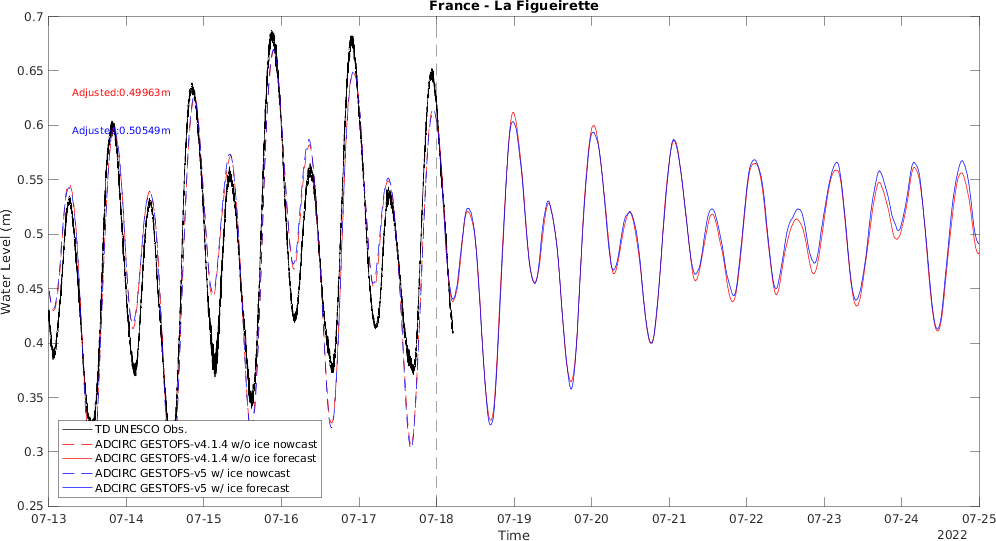 France - La Figueirette
0.7
0.65
0.6
0.55
0.5
0.45
0.4
0.35
0.3
0.25
Water Level (m)
Adjusted:0.49963m
Adjusted:0.50549m
TD UNESCO Obs.
ADCIRC GESTOFS-v4.1.4 w/o ice nowcast
ADCIRC GESTOFS-v4.1.4 w/o ice forecast
ADCIRC GESTOFS-v5 w/ ice nowcast
ADCIRC GESTOFS-v5 w/ ice forecast
07-13 07-14 07-15 07-16 07-17 07-18 07-19 07-20 07-21 07-22 07-23 07-24 07-25
Time
2022